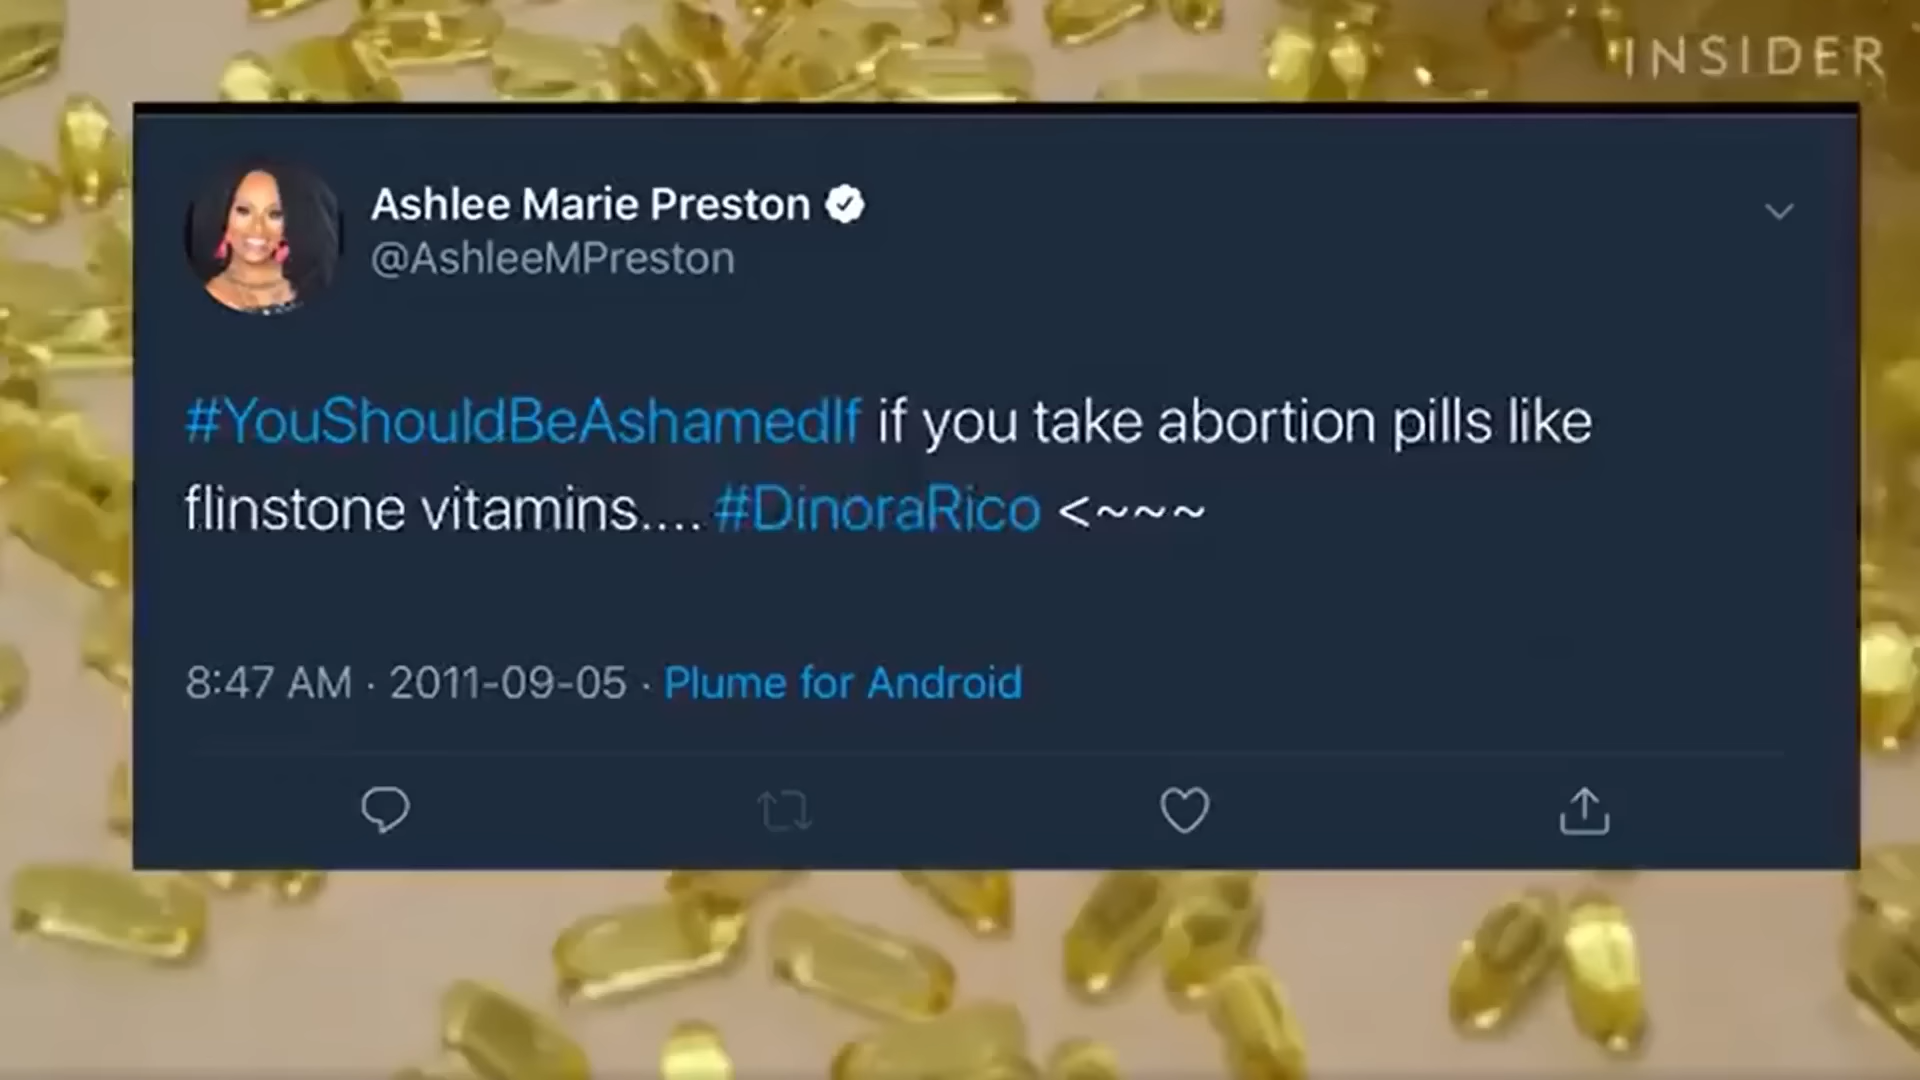 INSIDER
Ashlee Marie Preston
@AshleeMPreston
#YouShouldBeAshamedIf if you take abortion pills like
flinstone vitamins.... #DinoraRico <~~~
8:47 AM · 2011-09-05 · Plume for Android